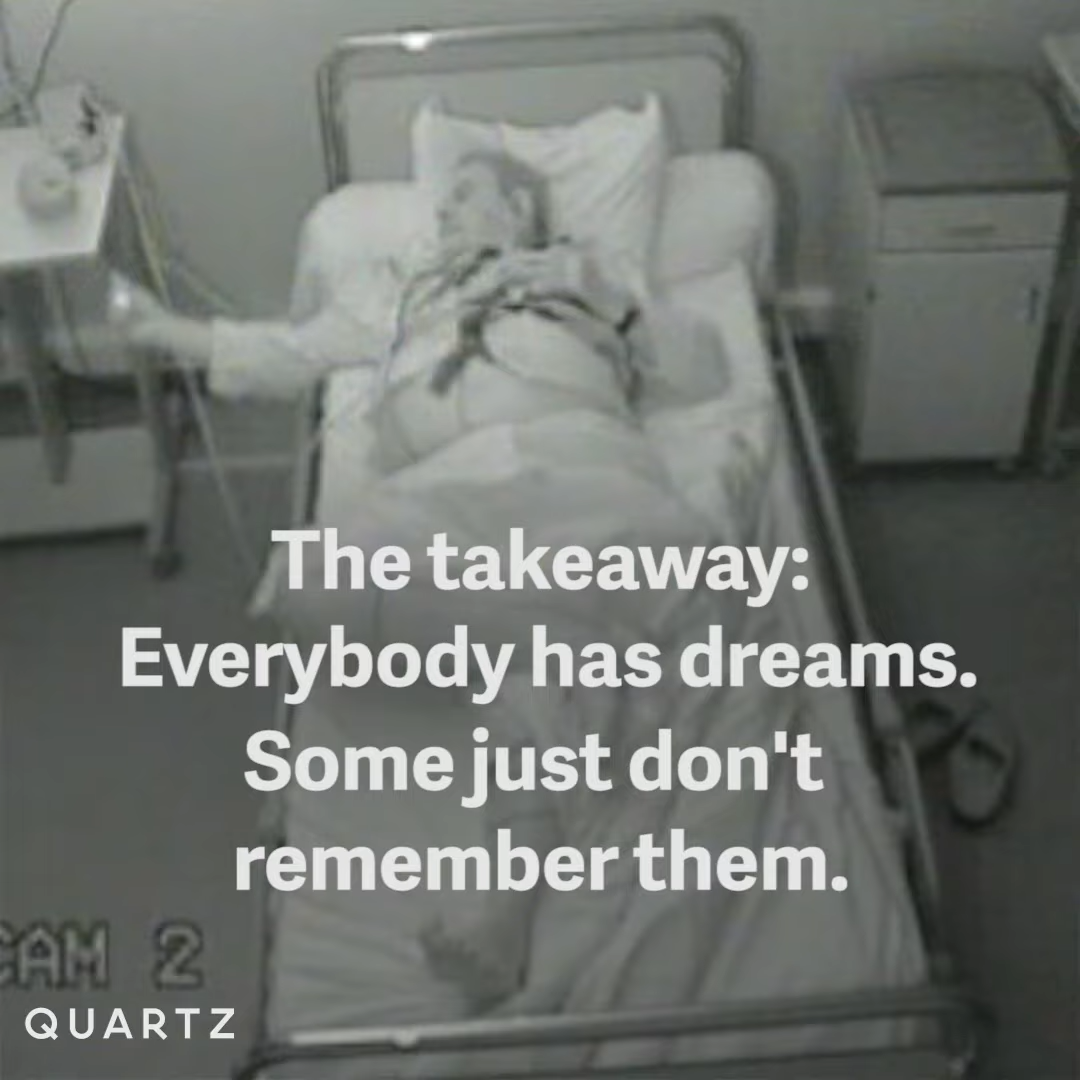 The takeaway:
Everybody has dreams.
Some just don't
remember them.
CAM 2
QUARTZ